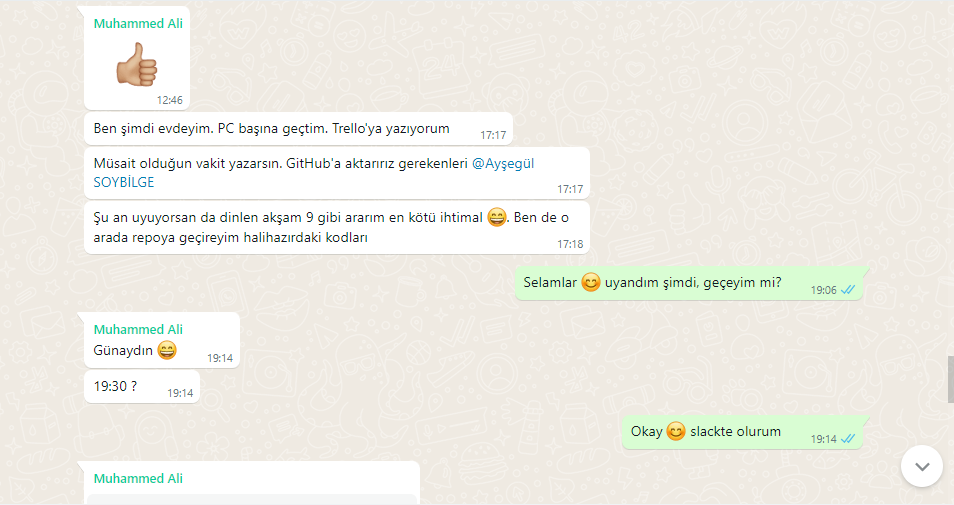 Muhammed Ali
12:46
Ben şimdi evdeyim. PC başına geçtim. Trello'ya yazıyorum
17:17
Müsait olduğun vakit yazarsın. GitHub'a aktarırız gerekenleri @Ayşegül
SOYBİLGE
17:17
Şu an uyuyorsan da dinlen akşam 9 gibi ararım en kötü ihtimal 😄. Ben de o
arada repoya geçireyim halihazırdaki kodları
17:18
Selamlar 😊 uyandım şimdi, geçeyim mi?
19:06
Muhammed Ali
Günaydın 😄
19:14
19:30 ?
19:14
Okay 😊 slackte olurum
19:14
Muhammed Ali